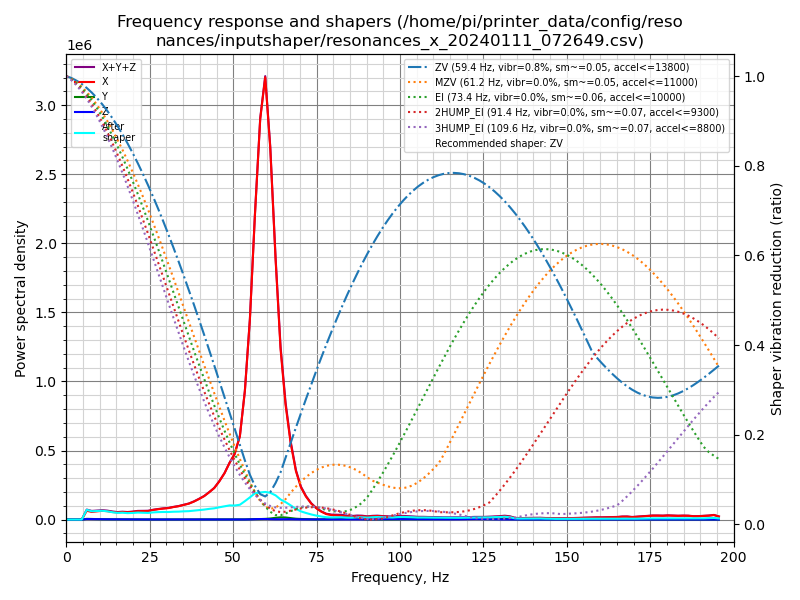 Frequency response and shapers (/home/pi/printer_data/config/reso
nances/inputshaper/resonances_x_20240111_072649.csv)
1e6
X+Y+Z
X
Y
Z
After
shaper
ZV (59.4 Hz, vibr=0.8%, sm~=0.05, accel<=13800)
MZV (61.2 Hz, vibr=0.0%, sm~=0.05, accel<=11000)
EI (73.4 Hz, vibr=0.0%, sm~=0.06, accel<=10000)
2HUMP_EI (91.4 Hz, vibr=0.0%, sm~=0.07, accel<=9300)
3HUMP_EI (109.6 Hz, vibr=0.0%, sm~=0.07, accel<=8800)
Recommended shaper: ZV
Power spectral density
3.0
2.5
2.0
1.5
1.0
0.5
0.0
1.0
0.8
0.6
0.4
0.2
0.0
Shaper vibration reduction (ratio)
0 25 50 75 100 125 150 175 200
Frequency, Hz